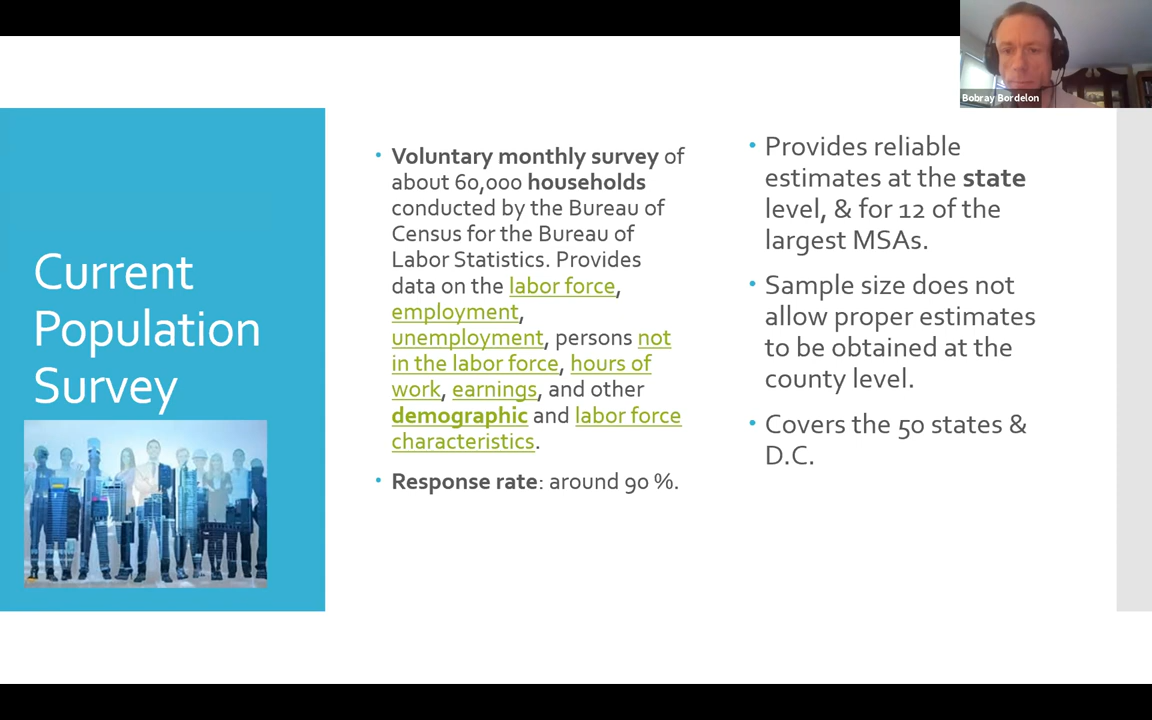 Bobray Bordelon
Current
Population
Survey
• Voluntary monthly survey of
about 60,000 households
conducted by the Bureau of
Census for the Bureau of
Labor Statistics. Provides
data on the labor force,
employment,
unemployment, persons not
in the labor force, hours of
work, earnings, and other
demographic and labor force
characteristics.
• Response rate: around 90 %.
• Provides reliable
estimates at the state
level, & for 12 of the
largest MSAs.
• Sample size does not
allow proper estimates
to be obtained at the
county level.
• Covers the 50 states &
D.C.